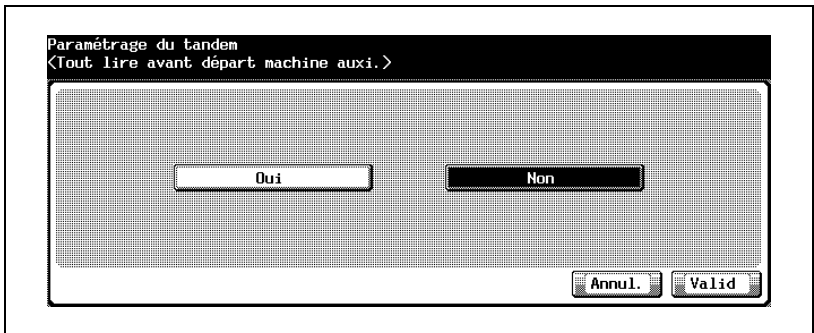 Paramétrage du tandem
<Tout lire avant départ machine auxi.>
Oui Non
Annul. Valid